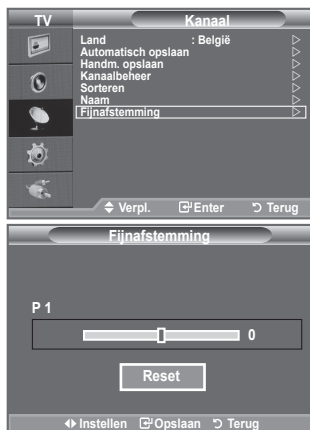 TV Kanaal
Land : België
Automatisch opslaan
Handm. opslaan
Kanaalbeheer
Sorteren
Naam
Fijnafstemming
Verpl. Enter Terug
Fijnafstemming
P 1
0
Reset
Instellen Opslaan Terug